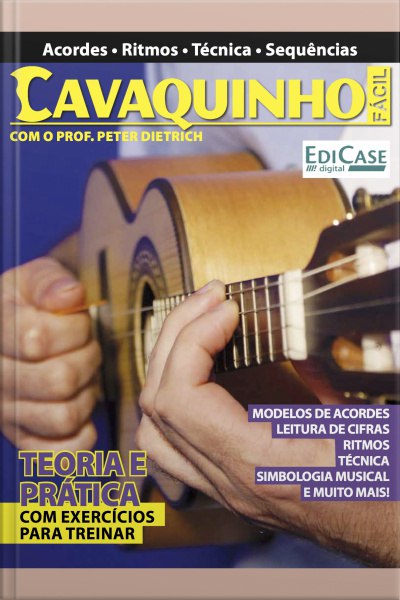 Acordes • Ritmos • Técnica • Sequências
CAVAQUINHO
FÁCIL
COM O PROF. PETER DIETRICH
EDICASE
digital
MODELOS DE ACORDES
LEITURA DE CIFRAS
RITMOS
TÉCNICA
SIMBOLOGIA MUSICAL
E MUITO MAIS!
TEORIA E
PRÁTICA
COM EXERCÍCIOS
PARA TREINAR